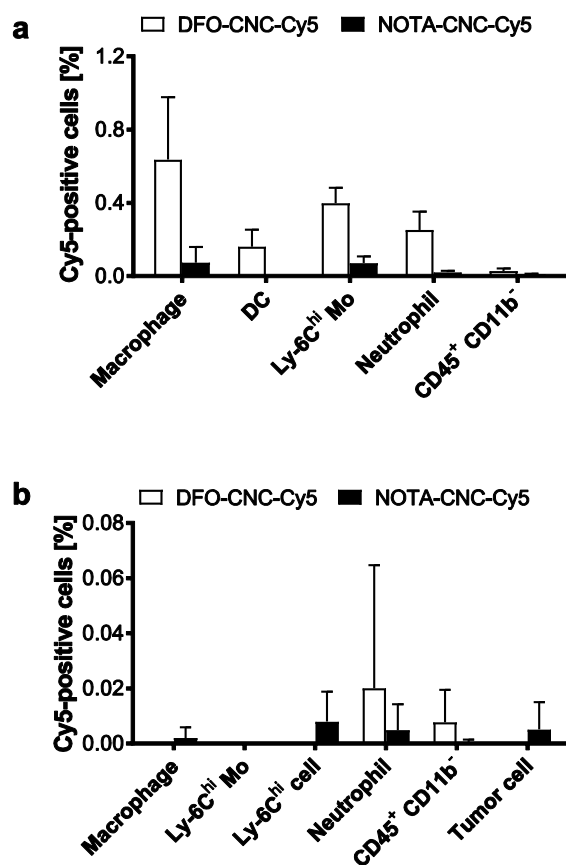 a
DFO-CNC-Cy5 NOTA-CNC-Cy5
Cy5-positive cells [%]
1.2
0.8
0.4
0.0
Macrophage
DC
Ly-6Cʰⁱ Mo
Neutrophil
CD45⁺ CD11b⁻
b
DFO-CNC-Cy5 NOTA-CNC-Cy5
Cy5-positive cells [%]
0.08
0.06
0.04
0.02
0.00
Macrophage
Ly-6Cʰⁱ Mo
Ly-6Cʰⁱ cell
Neutrophil
CD45⁺ CD11b⁻
Tumor cell